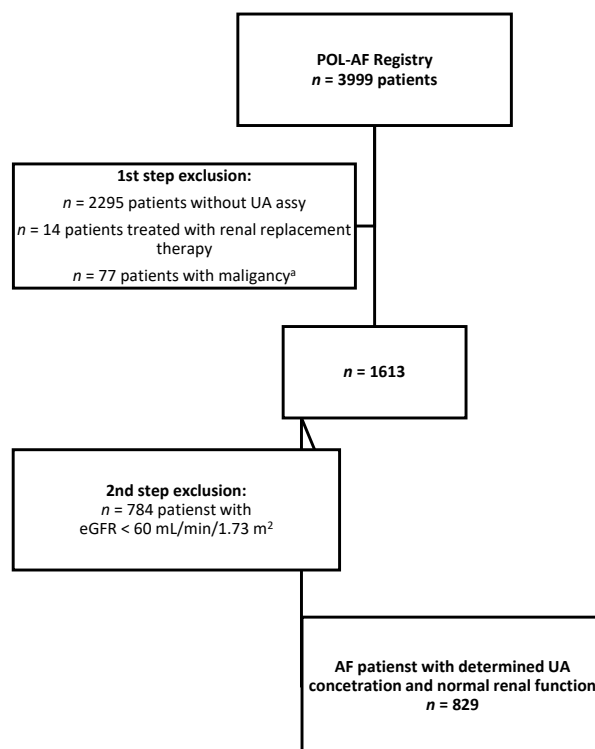 POL-AF Registry
n = 3999 patients
1st step exclusion:
n = 2295 patients without UA assy
n = 14 patients treated with renal replacement
therapy
n = 77 patients with maligancyᵃ
n = 1613
2nd step exclusion:
n = 784 patienst with
eGFR < 60 mL/min/1.73 m²
AF patienst with determined UA
concetration and normal renal function
n = 829